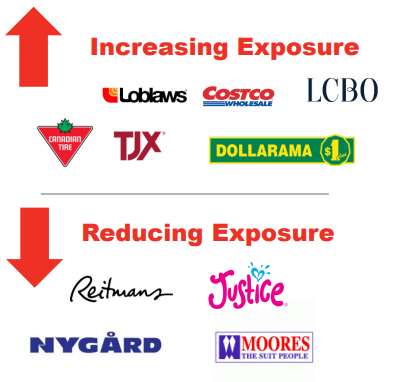 Increasing Exposure
Loblaws COSTCO WHOLESALE LCBO
CANADIAN TIRE TJX DOLLARAMA $1
Reducing Exposure
Reitmans Justice
NYGÅRD MOORES THE SUIT PEOPLE